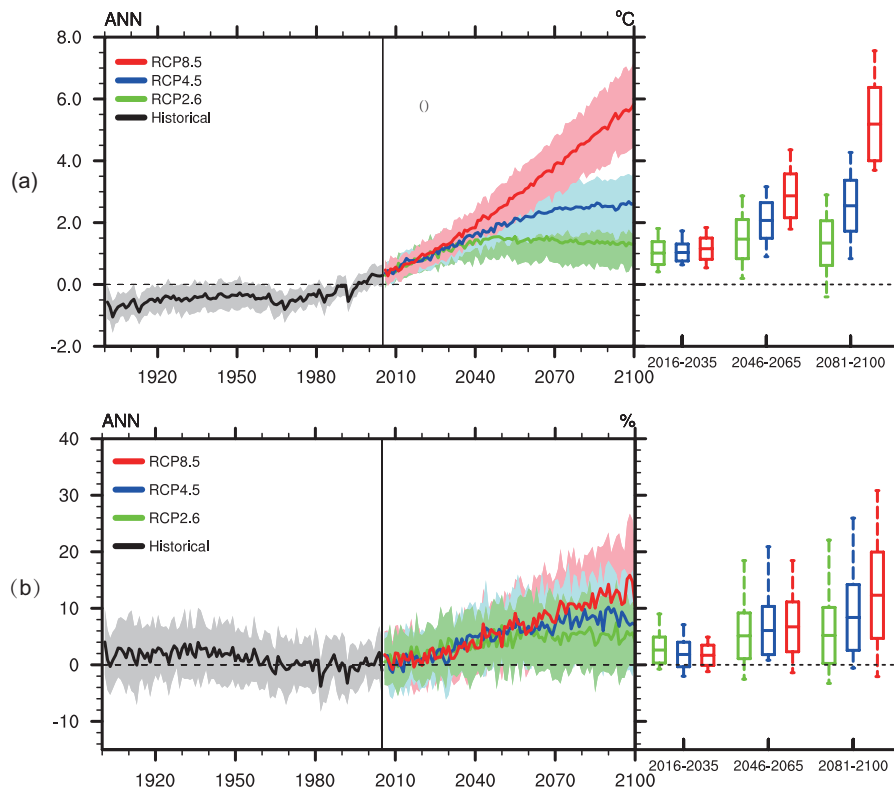 ANN
°C
8.0
RCP8.5
RCP4.5
6.0
RCP2.6
()
Historical
(a)
4.0
2.0
0.0
-2.0
1920
1950
1980
2010
2040
2070
2100
2016-2035
2046-2065
2081-2100
ANN
%
40
RCP8.5
30
RCP4.5
RCP2.6
20
Historical
(b)
10
0
-10
1920
1950
1980
2010
2040
2070
2100
2016-2035
2046-2065
2081-2100